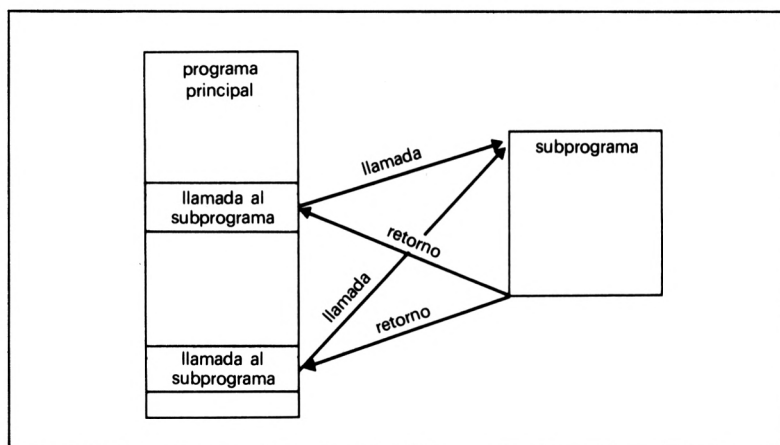 programa
principal
subprograma
llamada
llamada al
subprograma
retorno
llamada
retorno
llamada al
subprograma